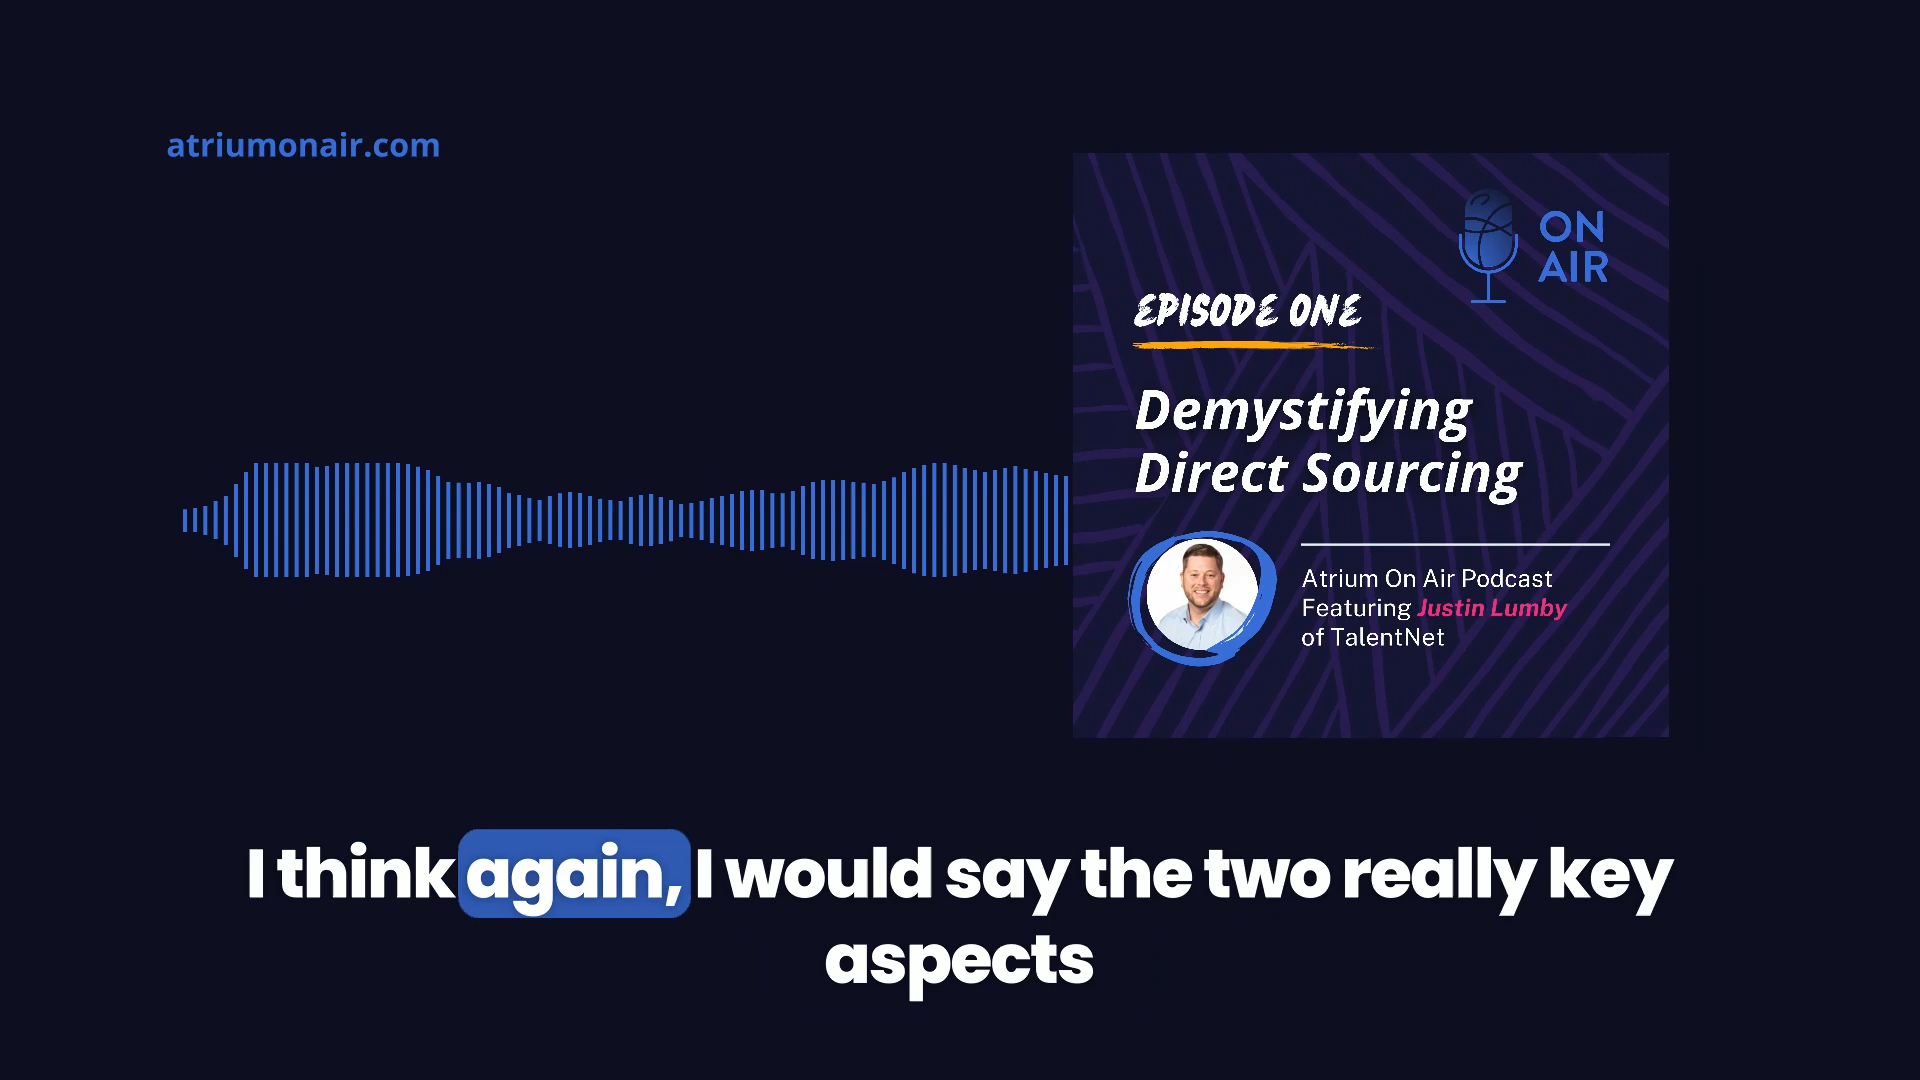 atriumonair.com
ON
AIR
EPISODE ONE
Demystifying
Direct Sourcing
Atrium On Air Podcast
Featuring Justin Lumby
of TalentNet
I think again, I would say the two really key
aspects